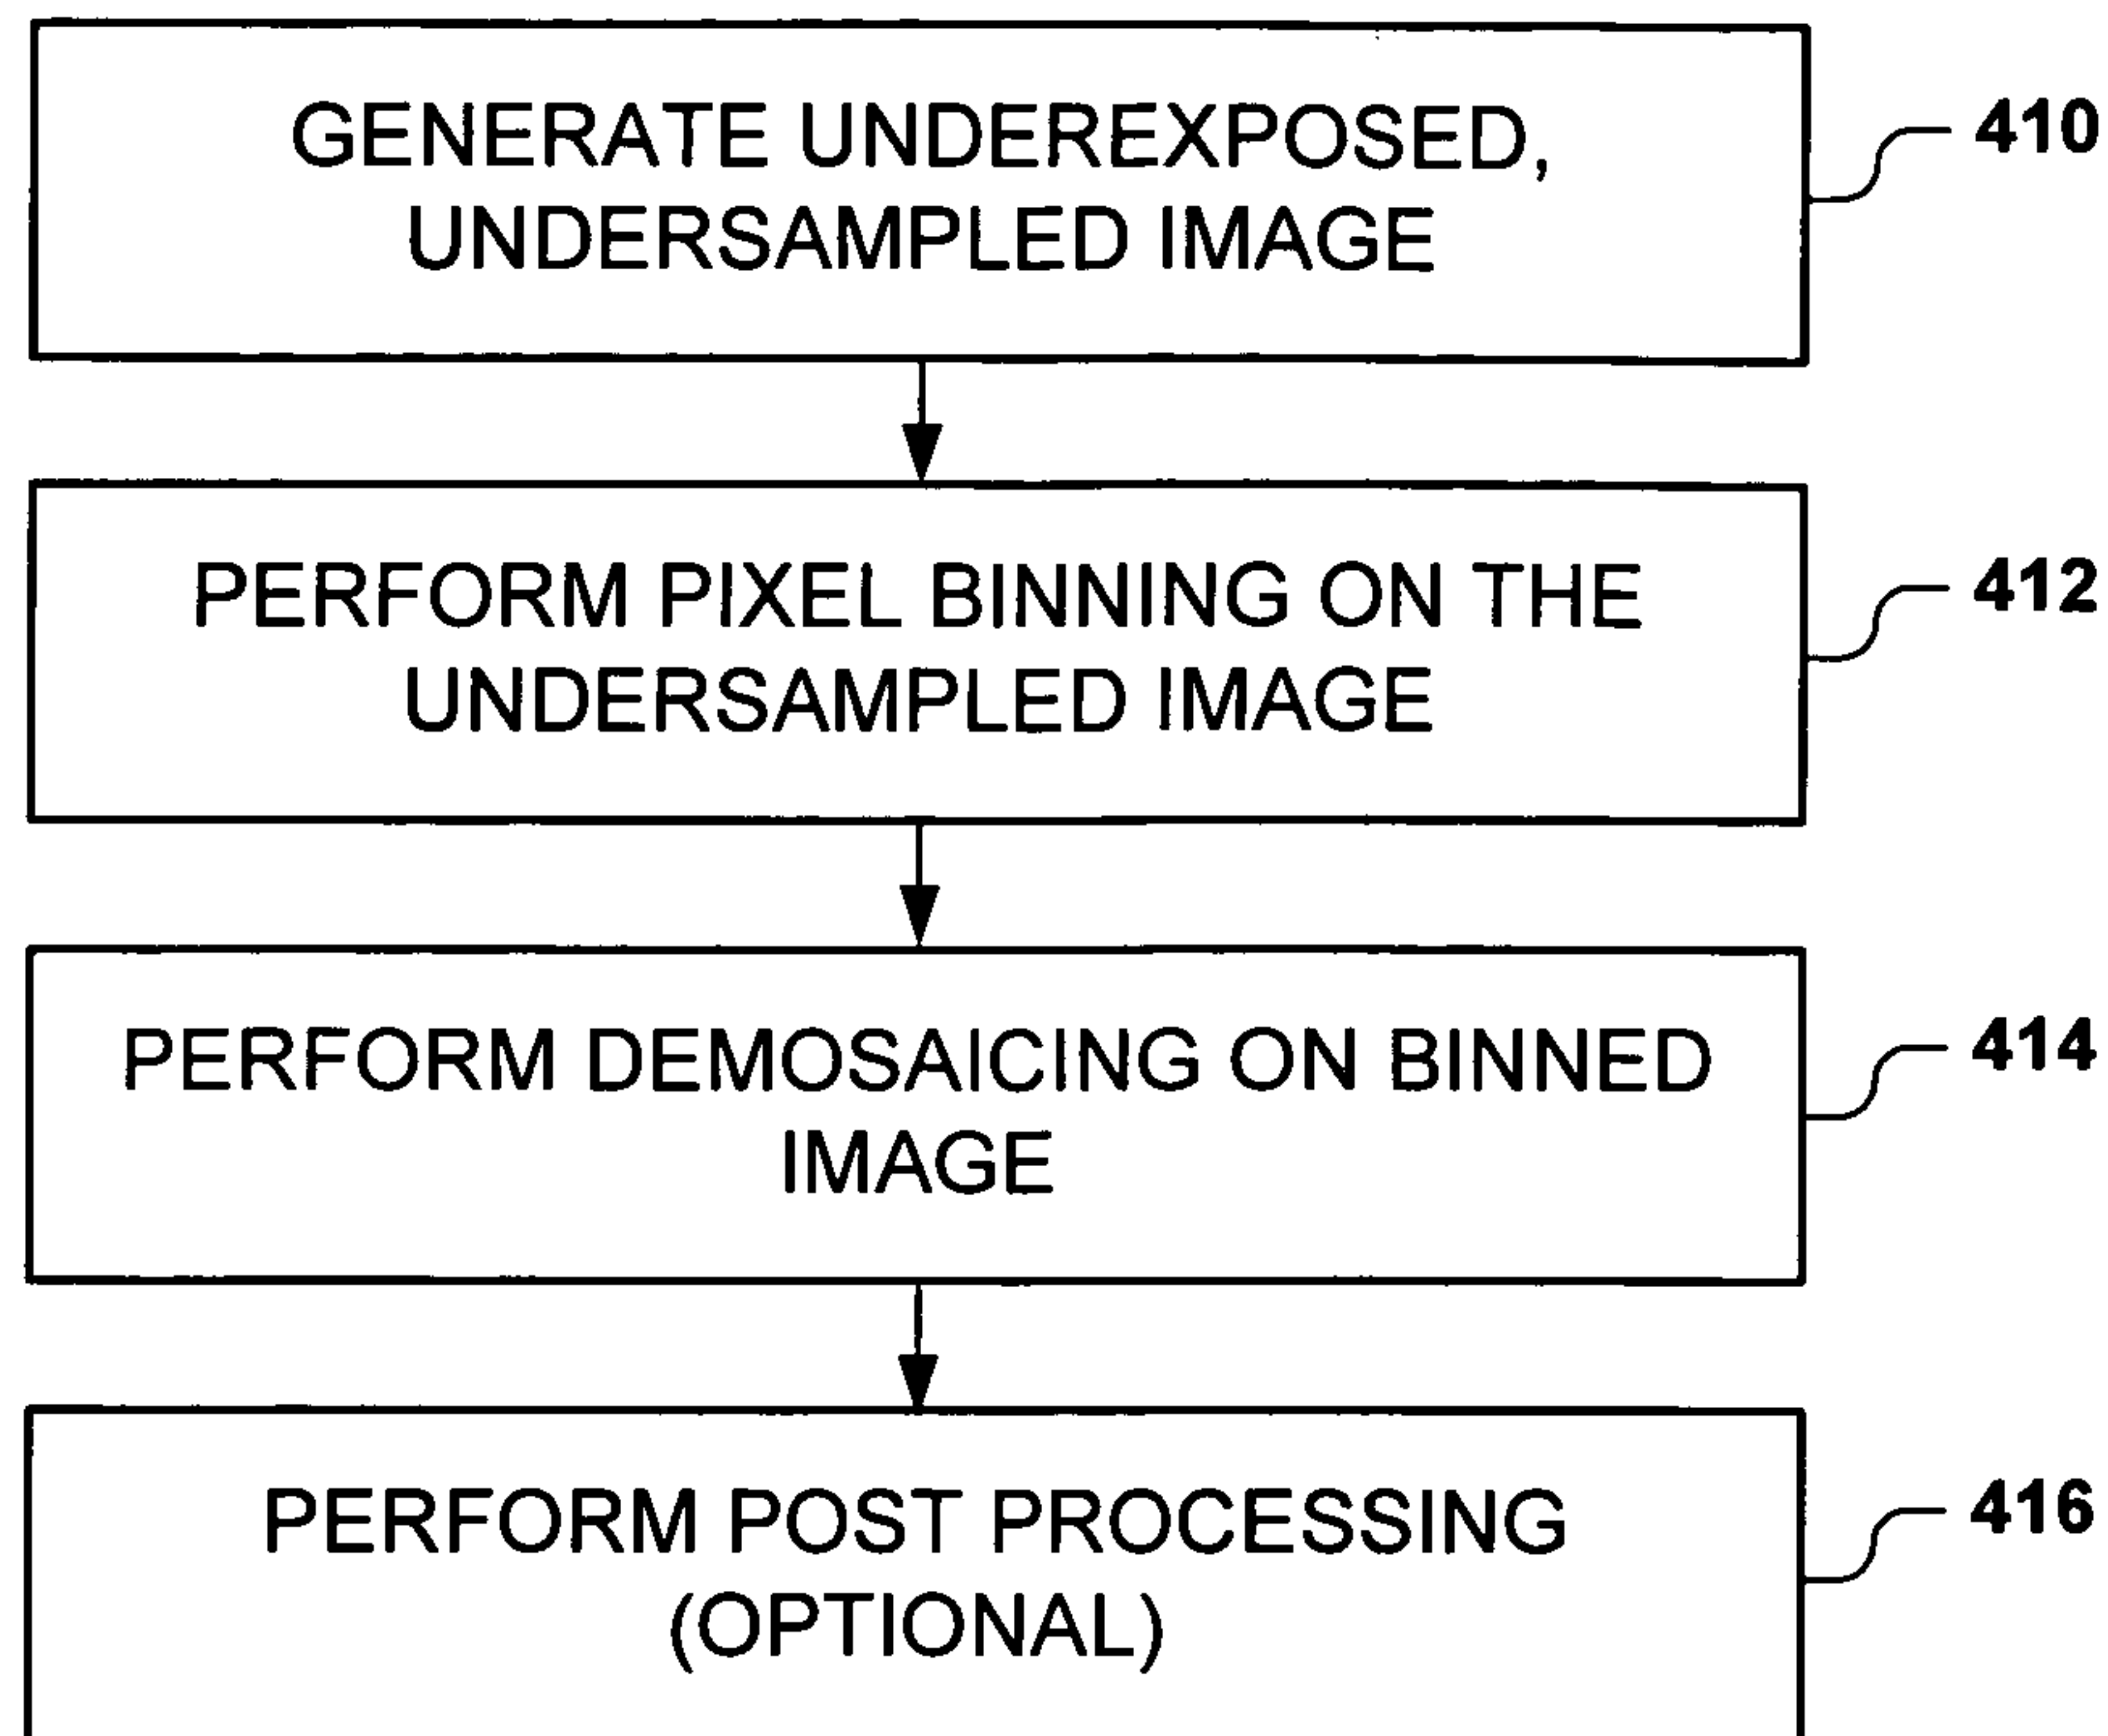 GENERATE UNDEREXPOSED,
UNDERSAMPLED IMAGE
410
PERFORM PIXEL BINNING ON THE
UNDERSAMPLED IMAGE
412
PERFORM DEMOSAICING ON BINNED
IMAGE
414
PERFORM POST PROCESSING
(OPTIONAL)
416